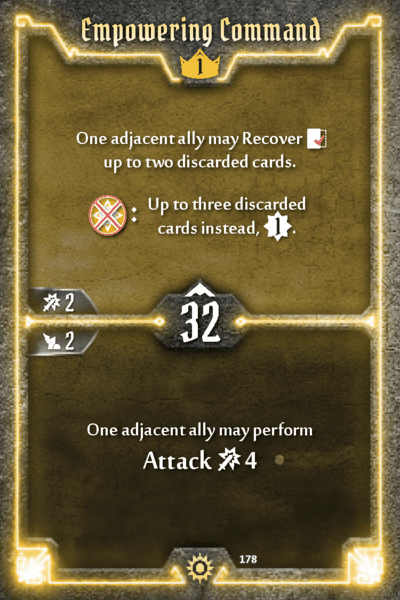 Empowering Command
1
One adjacent ally may Recover
up to two discarded cards.
: Up to three discarded
cards instead, 1.
2
32
2
One adjacent ally may perform
Attack 4
178